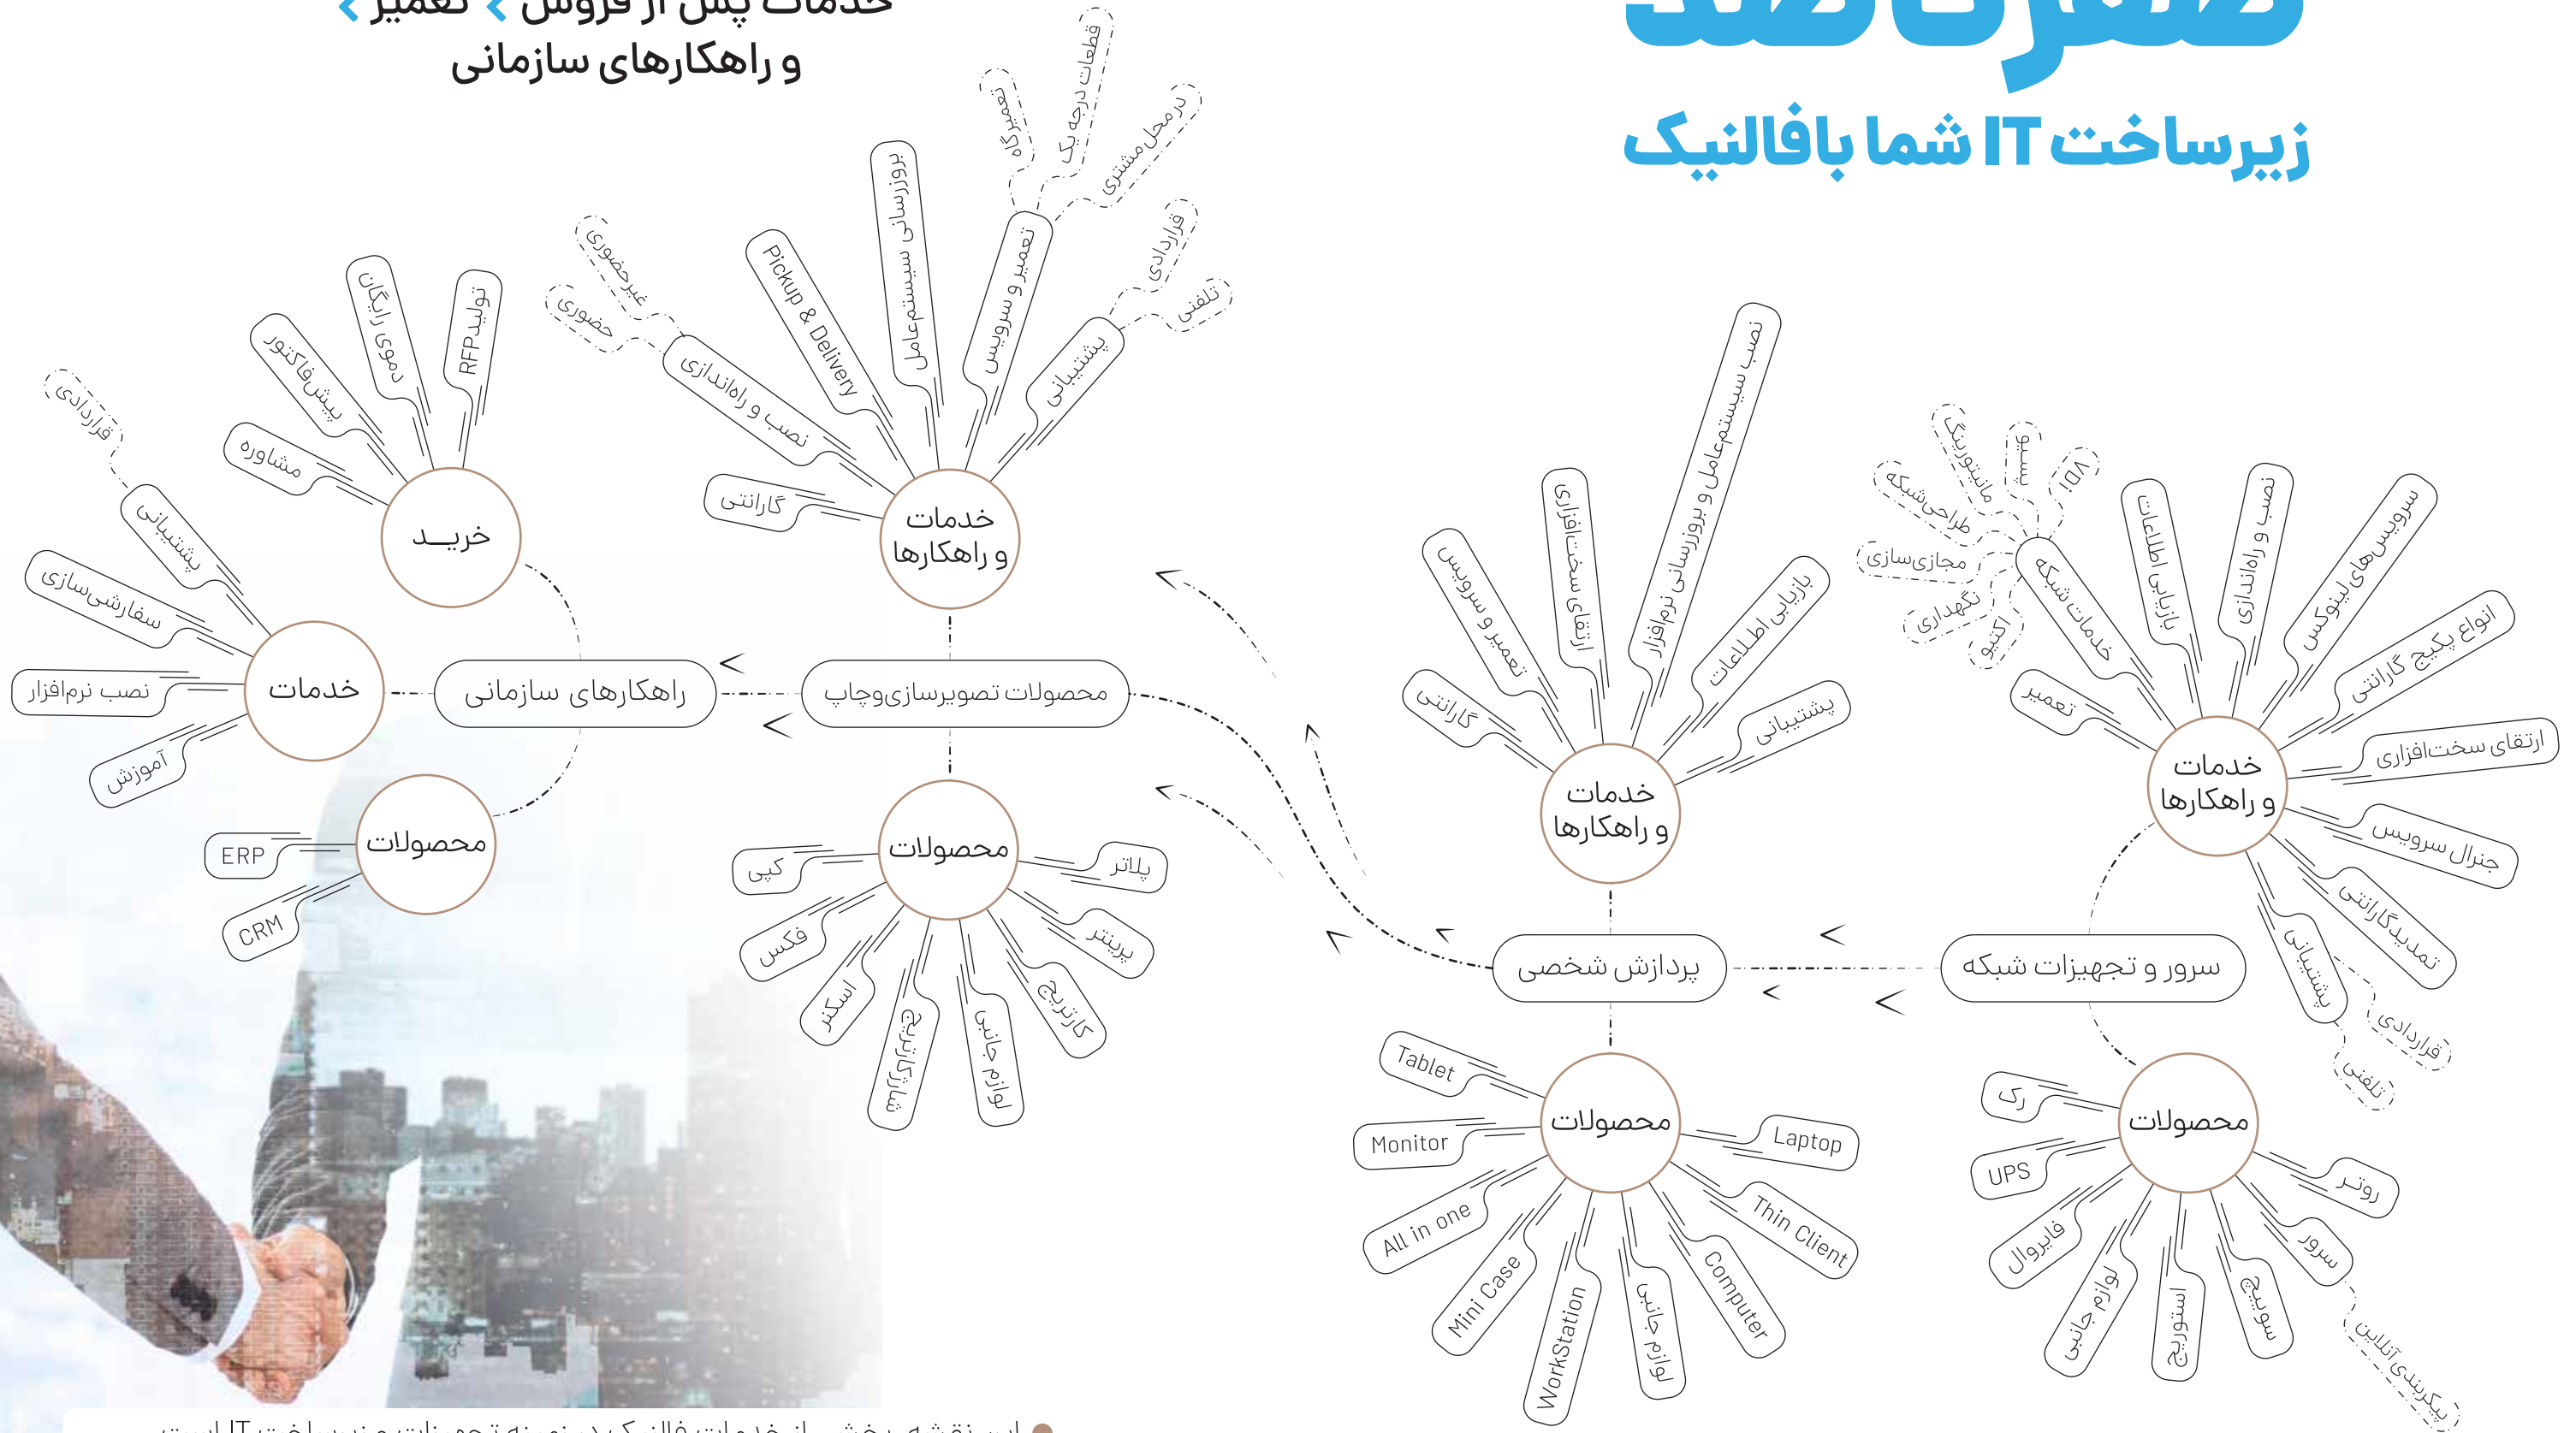 زیرساخت IT شما بافالنیک
خدمات پس از فروش
تعمیر
و راهکارهای سازمانی
سرور و تجهیزات شبکه
خدمات
و راهکارها
تعمیر
خدمات شبکه
اکتیو
نگهداری
مجازی‌سازی
طراحی‌شبکه
مانیتورینگ
پسیو
VDI
بازیابی اطلاعات
نصب و راه‌اندازی
سرویس‌های لینوکس
انواع پکیج گارانتی
ارتقای سخت‌افزاری
جنرال سرویس
تمدیدگارانتی
پشتیبانی
قراردادی
تلفنی
محصولات
رک
UPS
فایروال
لوازم جانبی
استوریج
سوییچ
سرور
پیکربندی آنلاین
روتر
پردازش شخصی
خدمات
و راهکارها
گارانتی
تعمیر و سرویس
ارتقای سخت‌افزاری
نصب سیستم‌عامل و بروزرسانی نرم‌افزار
بازیابی اطلاعات
پشتیبانی
محصولات
Tablet
Monitor
All in one
Mini Case
WorkStation
لوازم جانبی
Computer
Thin Client
Laptop
محصولات تصویرسازی‌وچاپ
خدمات
و راهکارها
گارانتی
نصب و راه‌اندازی
حضوری
غیرحضوری
Pickup & Delivery
بروزرسانی سیستم‌عامل
تعمیر و سرویس
تعمیرگاه
قطعات درجه یک
در محل مشتری
پشتیبانی
قراردادی
تلفنی
محصولات
کپی
فکس
اسکنر
شارژکارتریج
لوازم جانبی
کارتریج
پرینتر
پلاتر
راهکارهای سازمانی
خریـد
مشاوره
پیش‌فاکتور
دموی رایگان
تولیدRFP
خدمات
پشتیبانی
قراردادی
سفارشی‌سازی
نصب نرم‌افزار
آموزش
محصولات
ERP
CRM